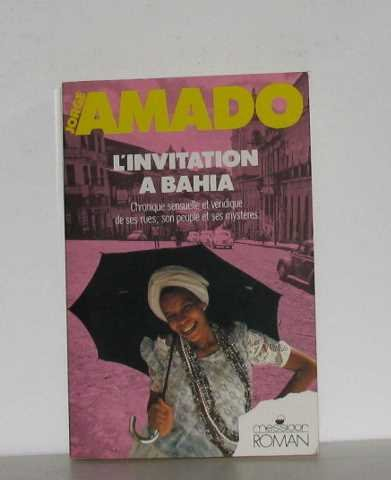 JORGE
AMADO
L'INVITATION
A BAHIA
Chronique sensuelle et véridique
de ses rues, son peuple et ses mystères
messidor
ROMAN